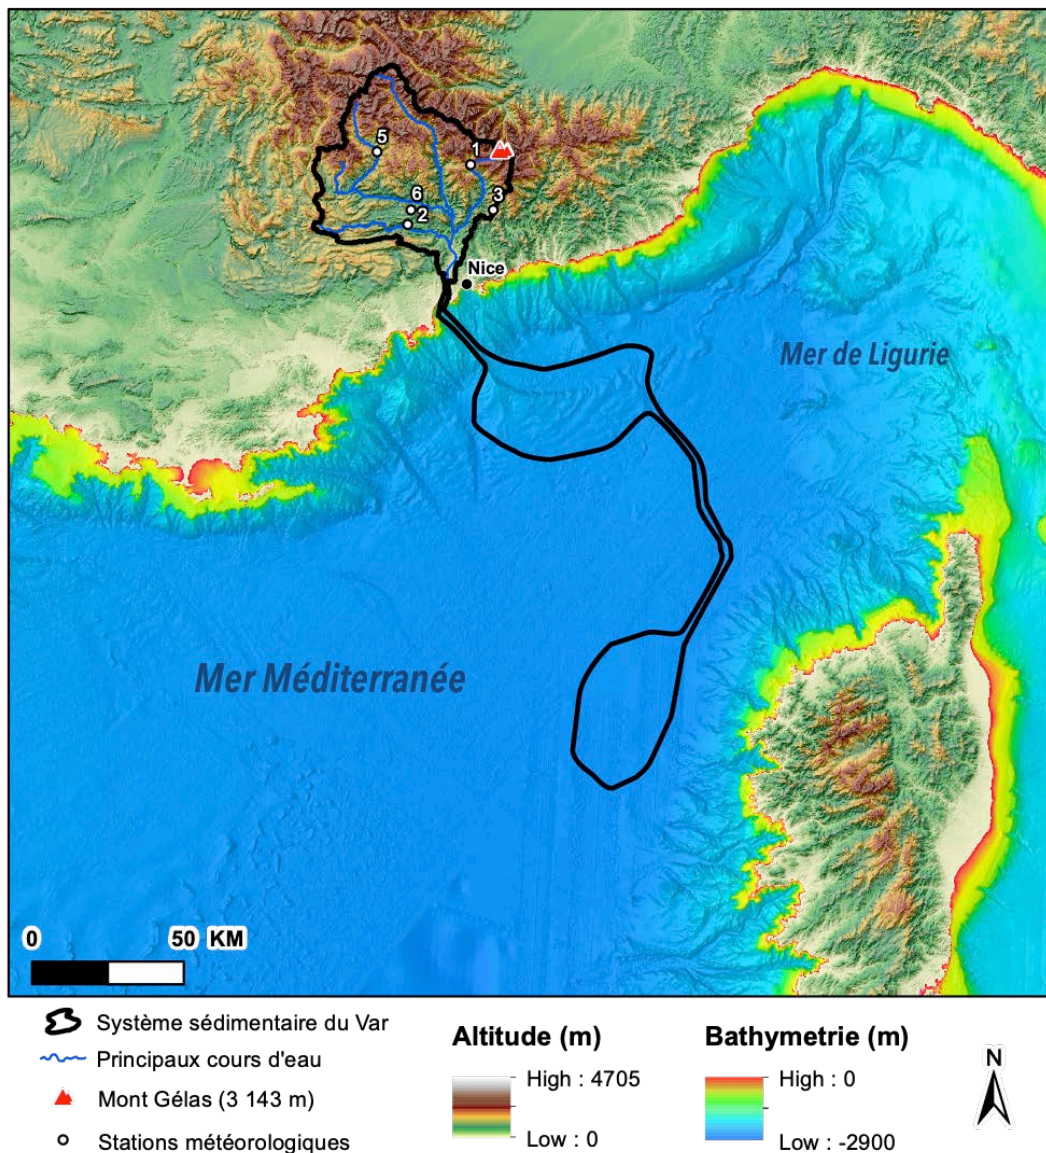 5
1
6
3
2
Nice
Mer de Ligurie
Mer Méditerranée
0 50 KM
Système sédimentaire du Var
Principaux cours d'eau
Mont Gélas (3 143 m)
Stations météorologiques
Altitude (m)
High : 4705
Low : 0
Bathymetrie (m)
High : 0
Low : -2900
N